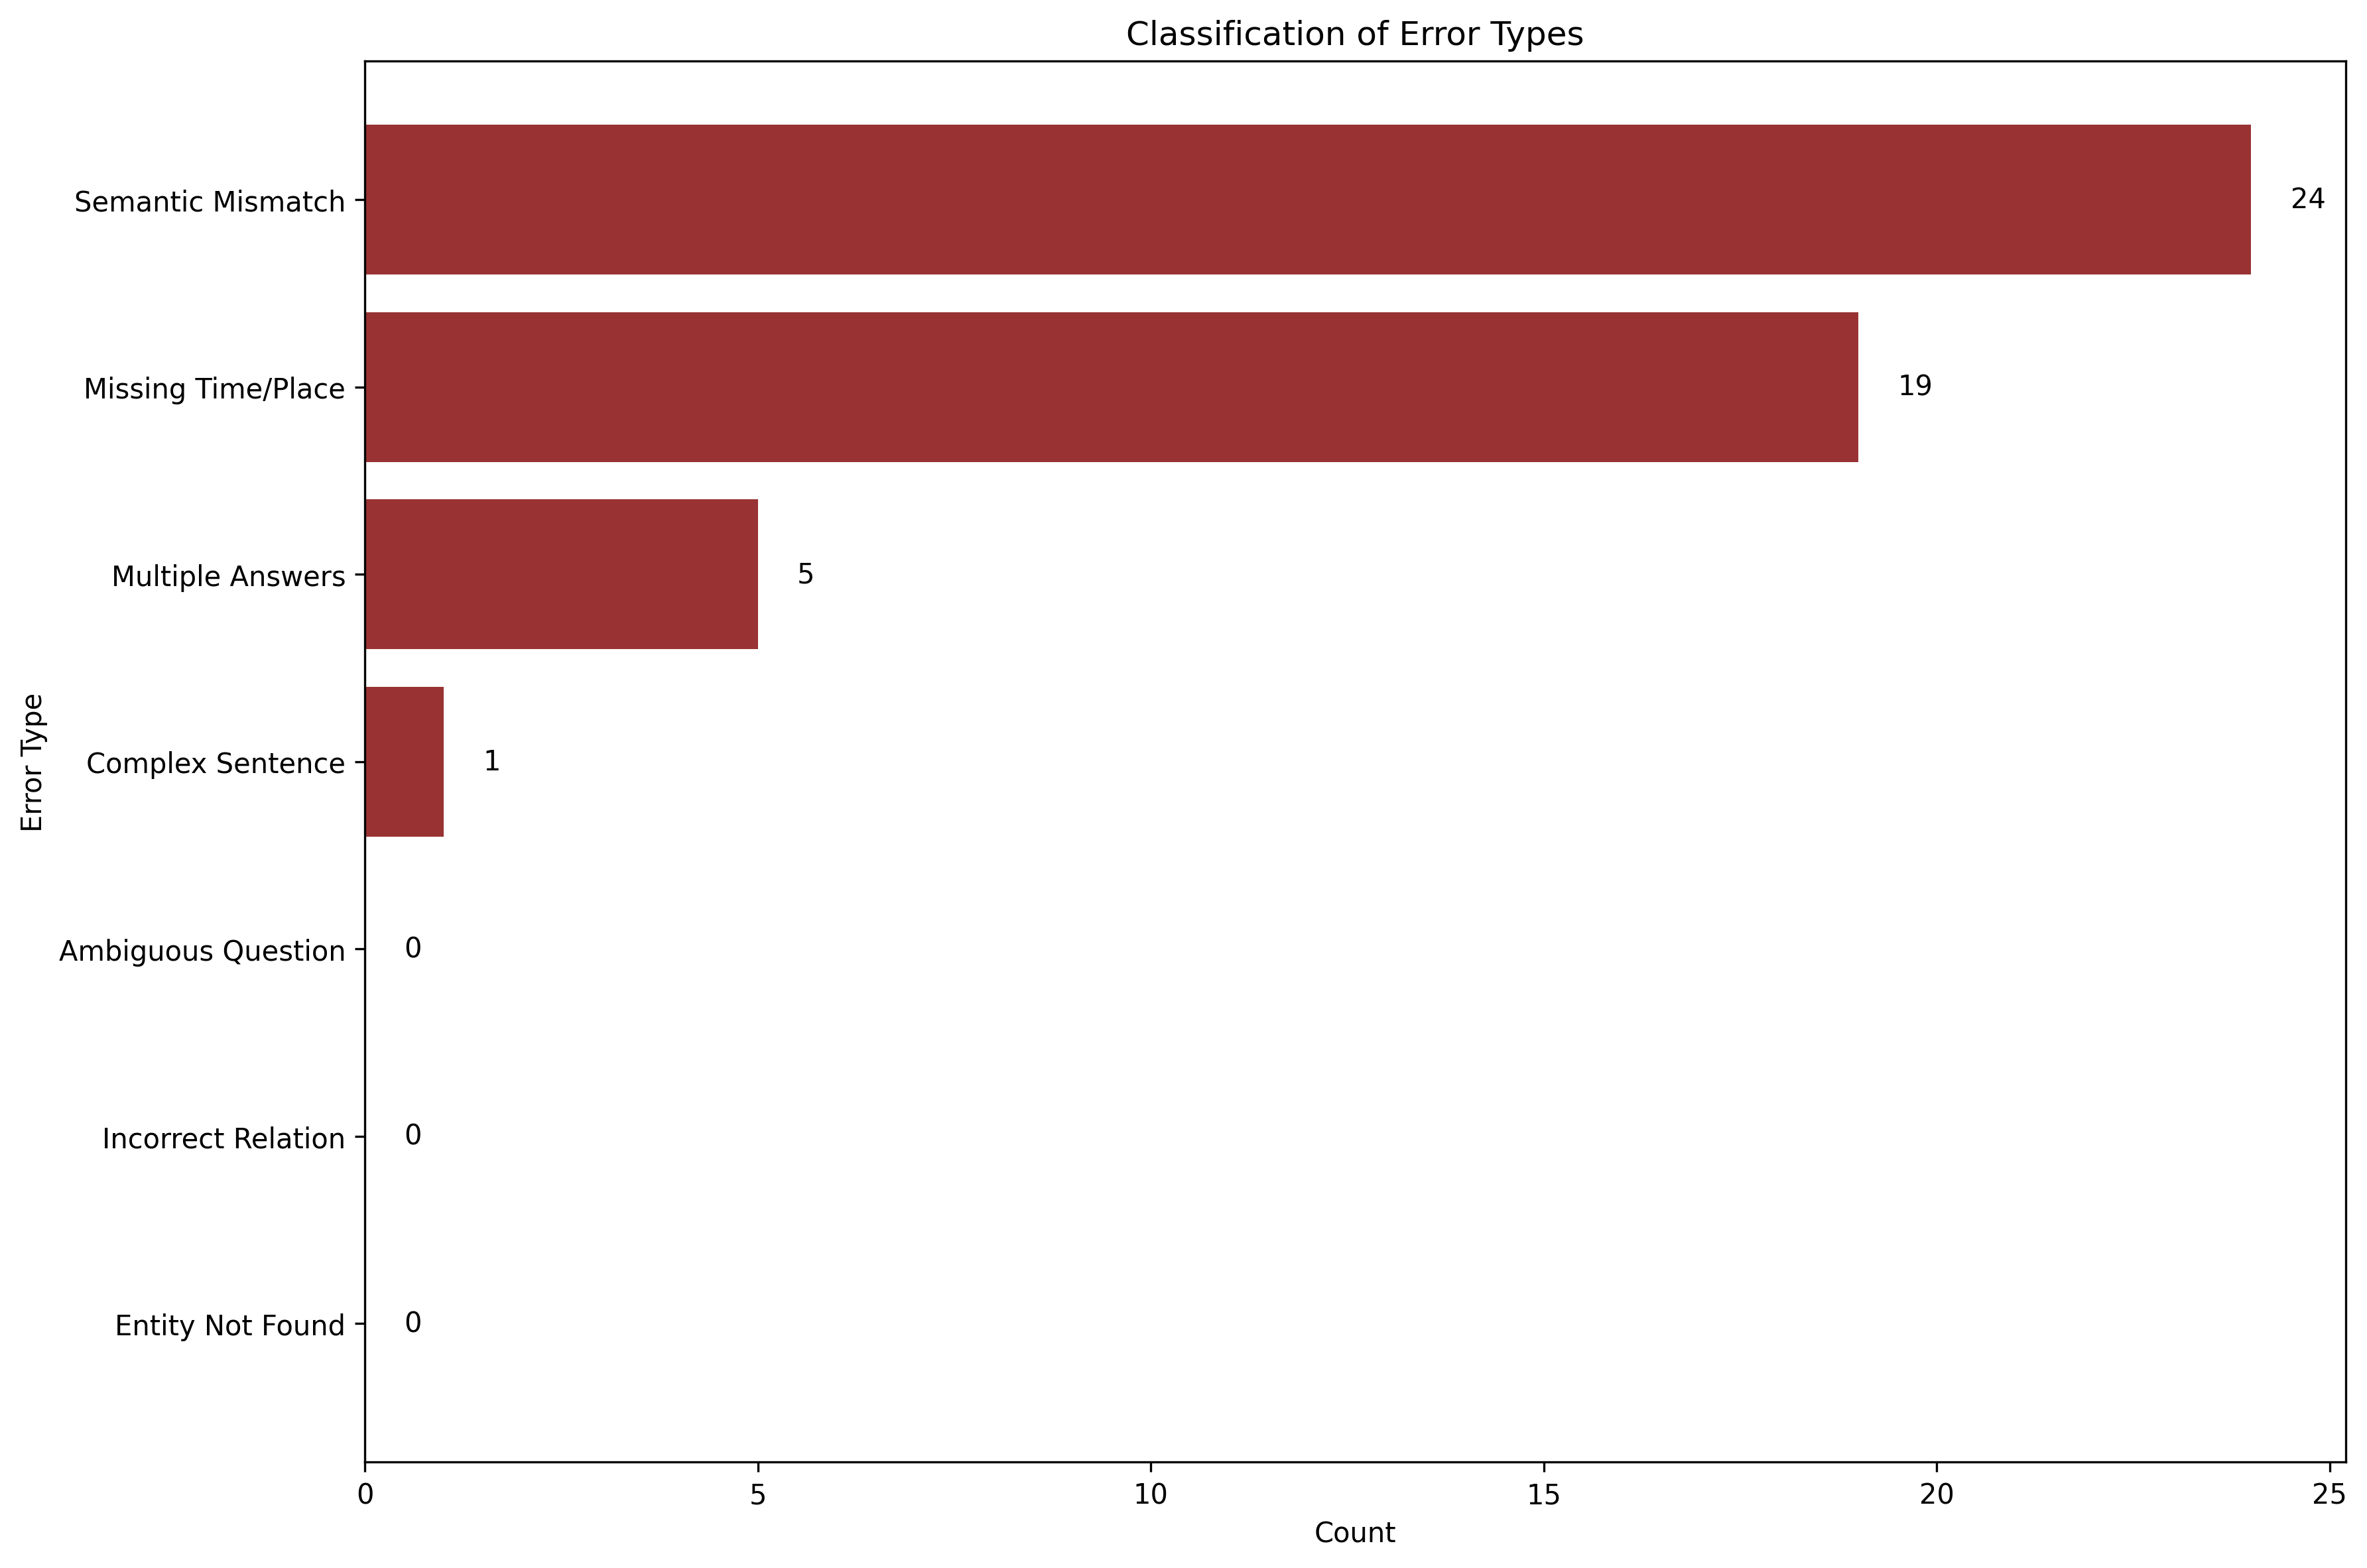 Classification of Error Types
Semantic Mismatch 24
Missing Time/Place 19
Multiple Answers 5
Complex Sentence 1
Ambiguous Question 0
Incorrect Relation 0
Entity Not Found 0
Error Type
0 5 10 15 20 25
Count